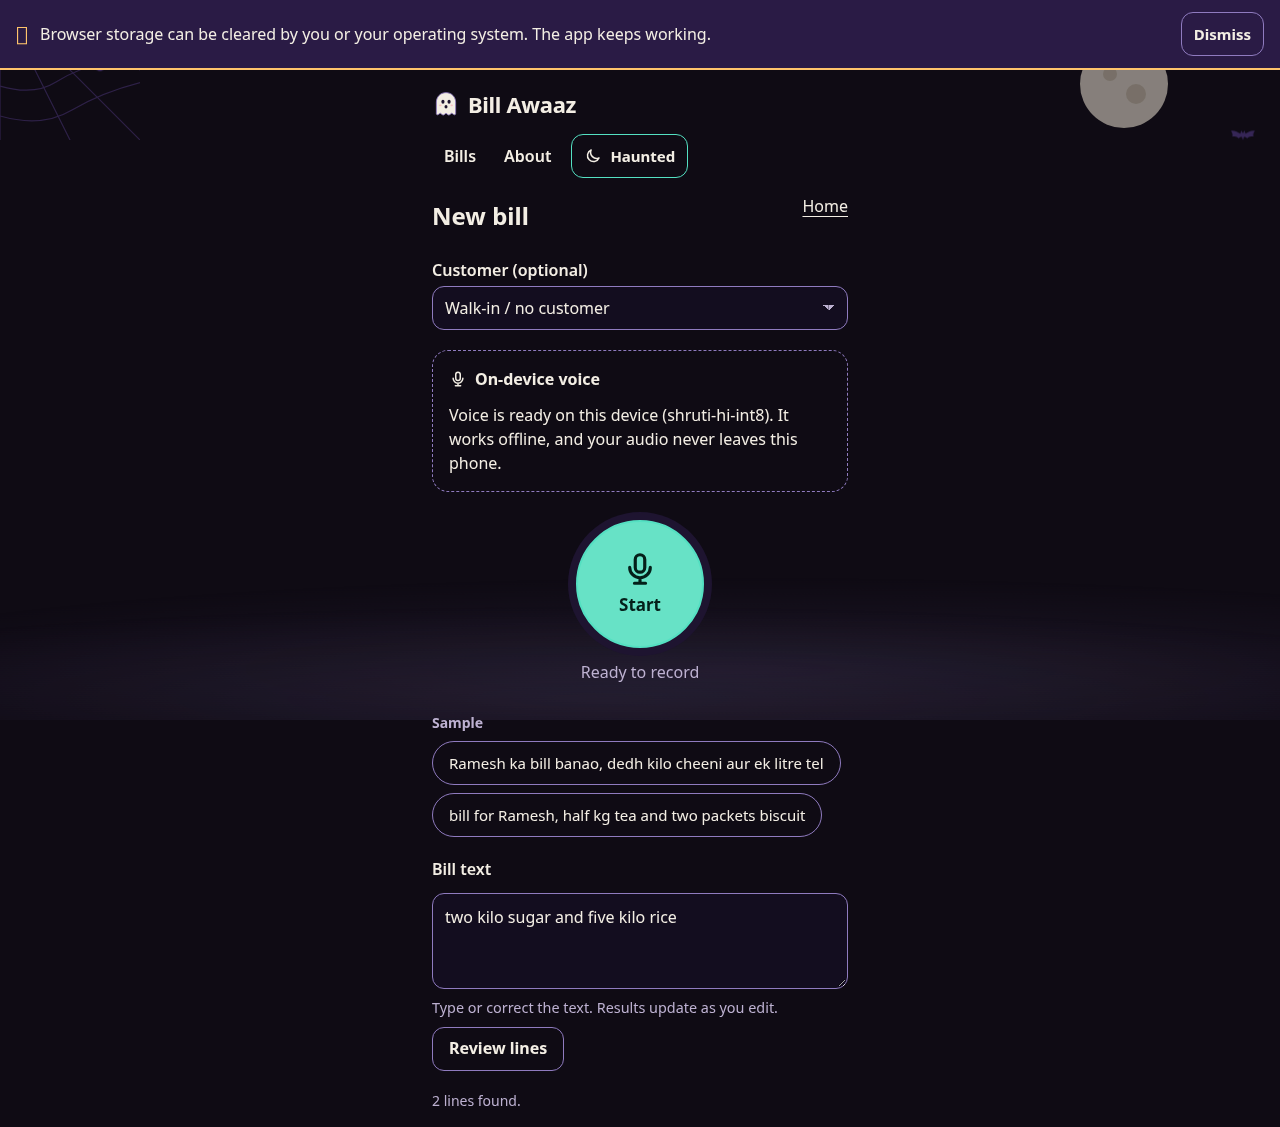 Browser storage can be cleared by you or your operating system. The app keeps working.
Dismiss
Bill Awaaz
Bills
About
Haunted
New bill
Home
Customer (optional)
Walk-in / no customer
On-device voice
Voice is ready on this device (shruti-hi-int8). It
works offline, and your audio never leaves this
phone.
Start
Ready to record
Sample
Ramesh ka bill banao, dedh kilo cheeni aur ek litre tel
bill for Ramesh, half kg tea and two packets biscuit
Bill text
two kilo sugar and five kilo rice
Type or correct the text. Results update as you edit.
Review lines
2 lines found.